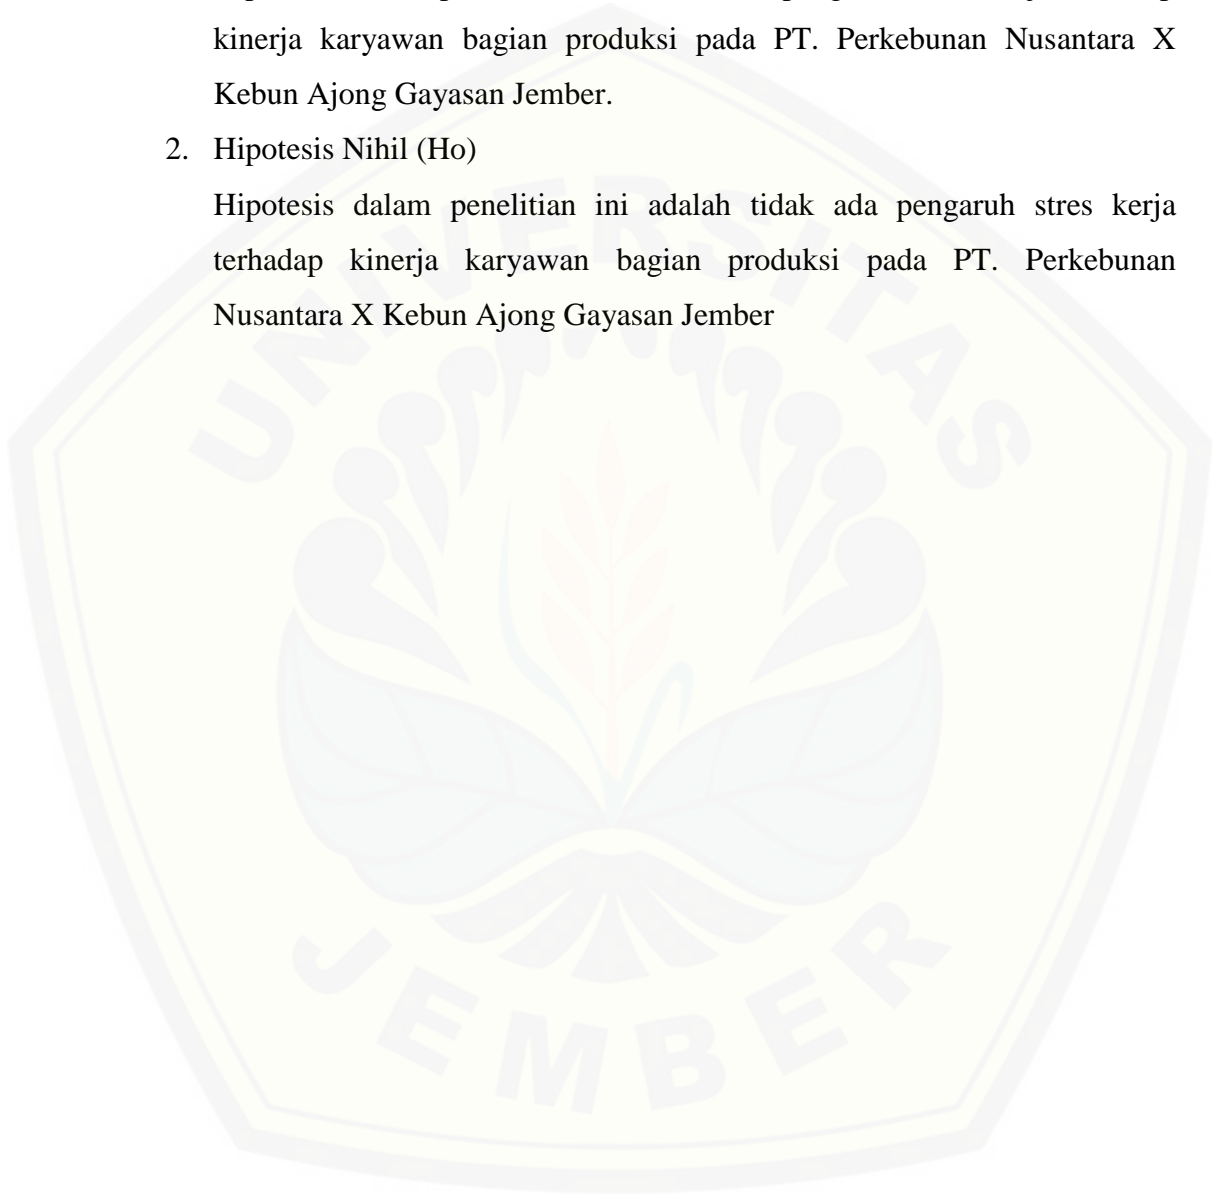 kinerja karyawan bagian produksi pada PT. Perkebunan Nusantara X
Kebun Ajong Gayasan Jember.
2. Hipotesis Nihil (Ho)
Hipotesis dalam penelitian ini adalah tidak ada pengaruh stres kerja
terhadap kinerja karyawan bagian produksi pada PT. Perkebunan
Nusantara X Kebun Ajong Gayasan Jember
UNIVERSITAS
JEMBER